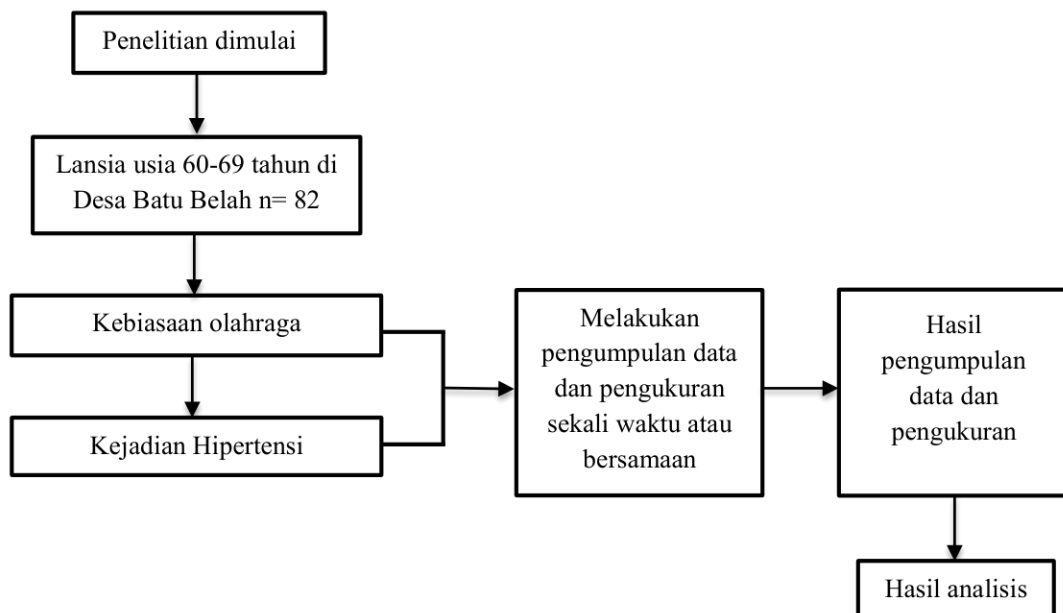 Penelitian dimulai
Lansia usia 60-69 tahun di
Desa Batu Belah n= 82
Kebiasaan olahraga
Kejadian Hipertensi
Melakukan
pengumpulan data
dan pengukuran
sekali waktu atau
bersamaan
Hasil
pengumpulan
data dan
pengukuran
Hasil analisis